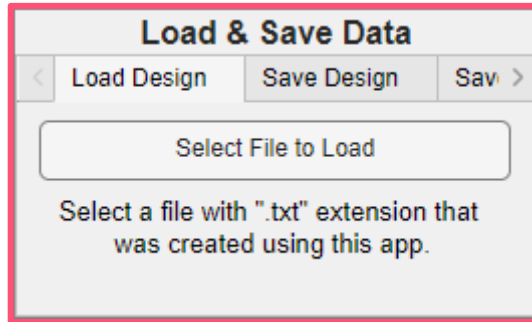 Load & Save Data
Load Design Save Design
Select File to Load
Select a file with ".txt" extension that
was created using this app.